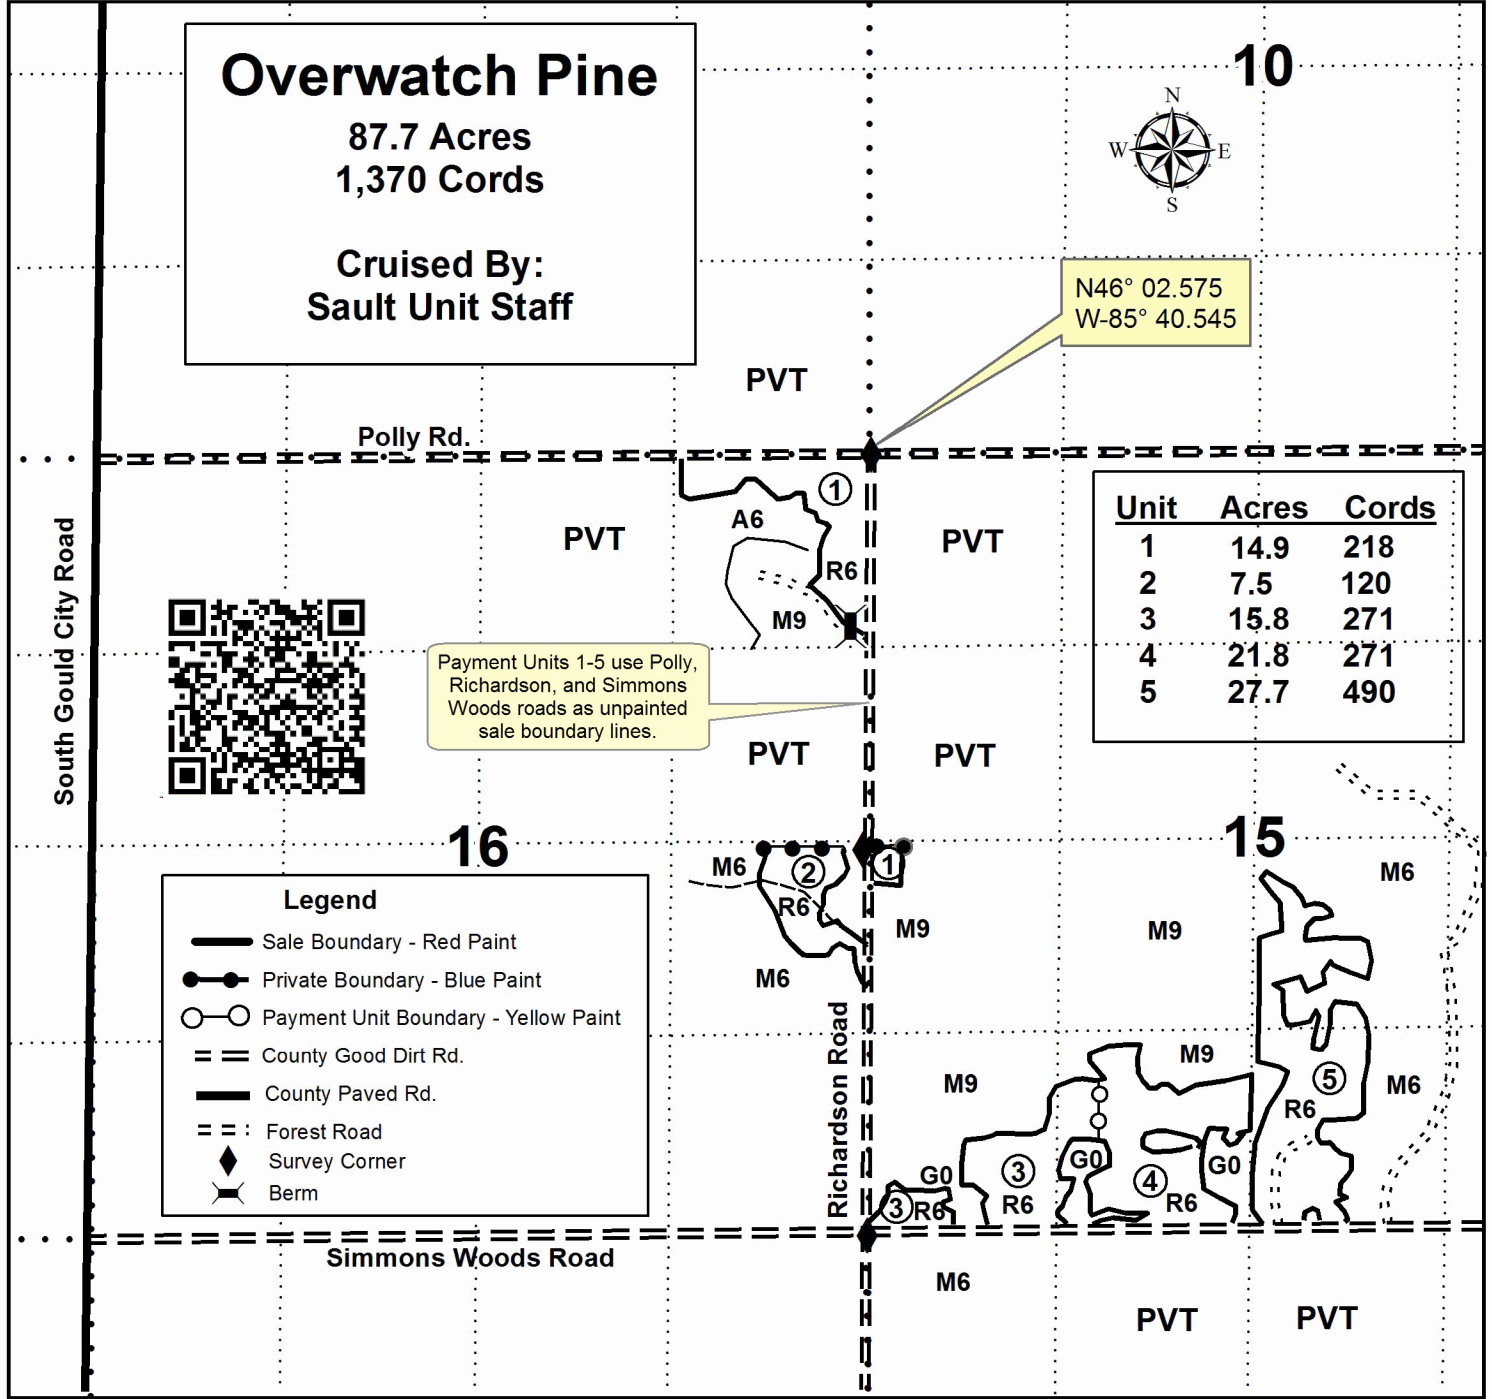 Overwatch Pine
87.7 Acres
1,370 Cords
Cruised By:
Sault Unit Staff
10
N
W
E
S
N46° 02.575
W-85° 40.545
PVT
Polly Rd.
1
A6
PVT
PVT
R6
M9
Unit Acres Cords
1 14.9 218
2 7.5 120
3 15.8 271
4 21.8 271
5 27.7 490
South Gould City Road
Payment Units 1-5 use Polly,
Richardson, and Simmons
Woods roads as unpainted
sale boundary lines.
PVT
PVT
16
15
M6
2
1
M6
R6
M9
M9
M6
Legend
Sale Boundary - Red Paint
Private Boundary - Blue Paint
Payment Unit Boundary - Yellow Paint
County Good Dirt Rd.
County Paved Rd.
Forest Road
Survey Corner
Berm
Richardson Road
M9
M9
5
M6
R6
G0
3
G0
4
G0
3
R6
R6
R6
Simmons Woods Road
M6
PVT
PVT